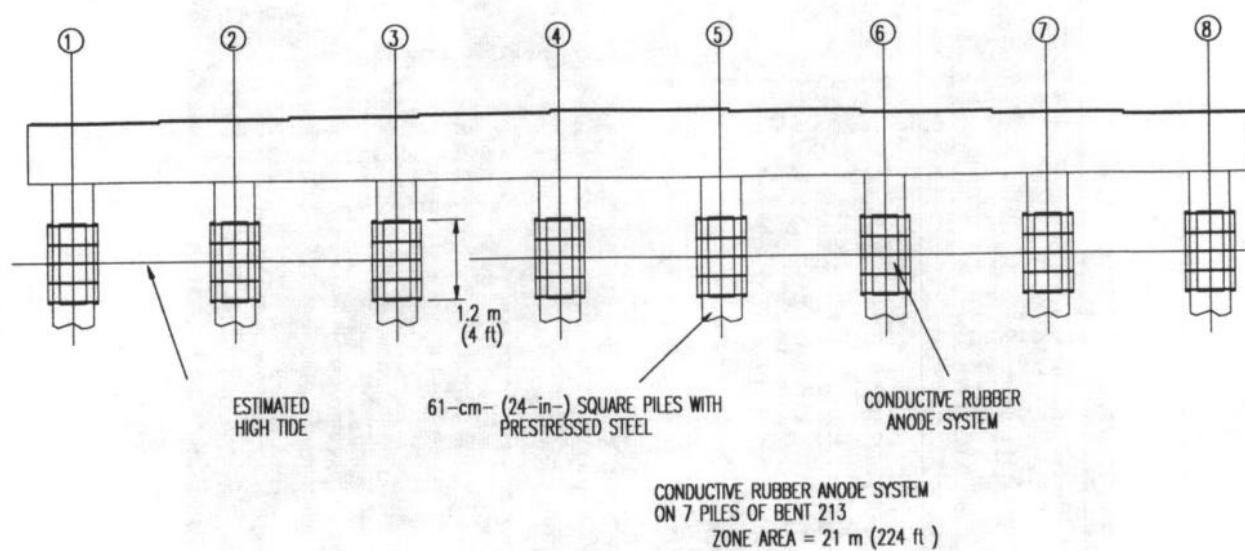 ① ② ③ ④ ⑤ ⑥ ⑦ ⑧
1.2 m
(4 ft)
ESTIMATED
HIGH TIDE
61-cm- (24-in-) SQUARE PILES WITH
PRESTRESSED STEEL
CONDUCTIVE RUBBER
ANODE SYSTEM
CONDUCTIVE RUBBER ANODE SYSTEM
ON 7 PILES OF BENT 213
ZONE AREA = 21 m (224 ft )